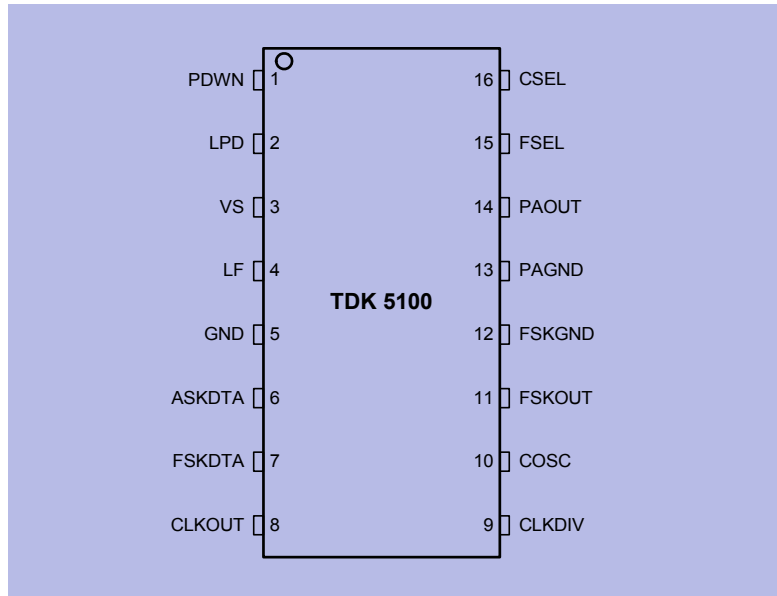 PDWN 1 16 CSEL
LPD 2 15 FSEL
VS 3 14 PAOUT
LF 4 13 PAGND
TDK 5100
GND 5 12 FSKGND
ASKDTA 6 11 FSKOUT
FSKDTA 7 10 COSC
CLKOUT 8 9 CLKDIV